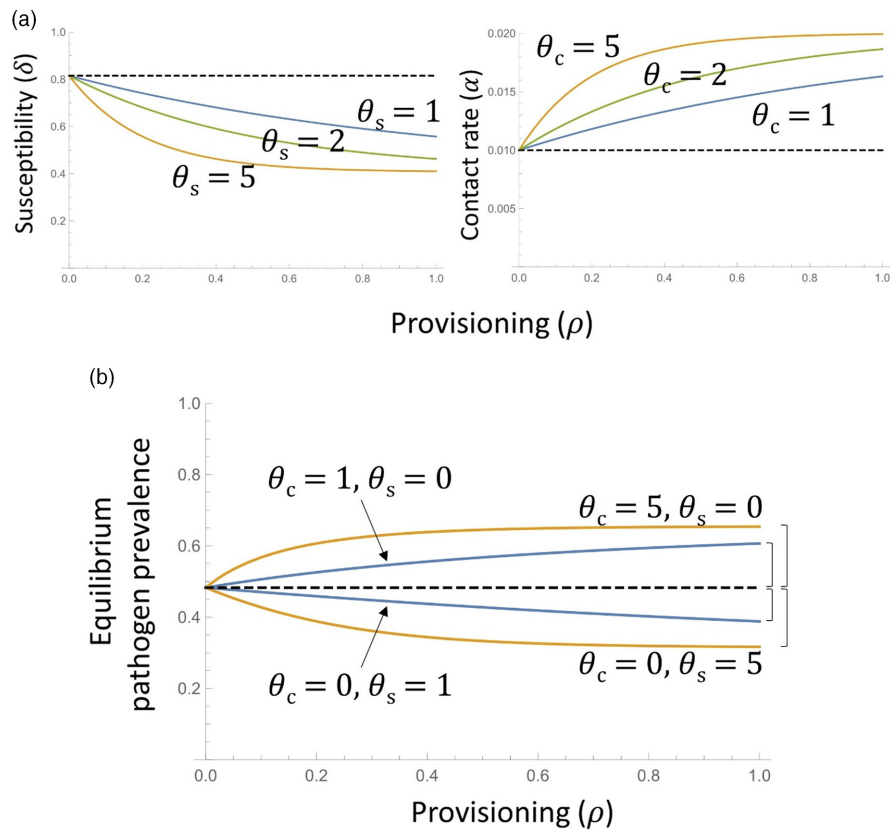 (a)
Susceptibility (δ)
1.0
0.8
0.6
0.4
0.2
θs = 1
θs = 2
θs = 5
0.0 0.2 0.4 0.6 0.8 1.0
Contact rate (α)
0.020
0.015
0.010
0.005
θc = 5
θc = 2
θc = 1
0.0 0.2 0.4 0.6 0.8 1.0
Provisioning (ρ)
(b)
Equilibrium
pathogen prevalence
1.0
0.8
0.6
0.4
0.2
θc = 1, θs = 0
θc = 5, θs = 0
θc = 0, θs = 1
θc = 0, θs = 5
0.0 0.2 0.4 0.6 0.8 1.0
Provisioning (ρ)